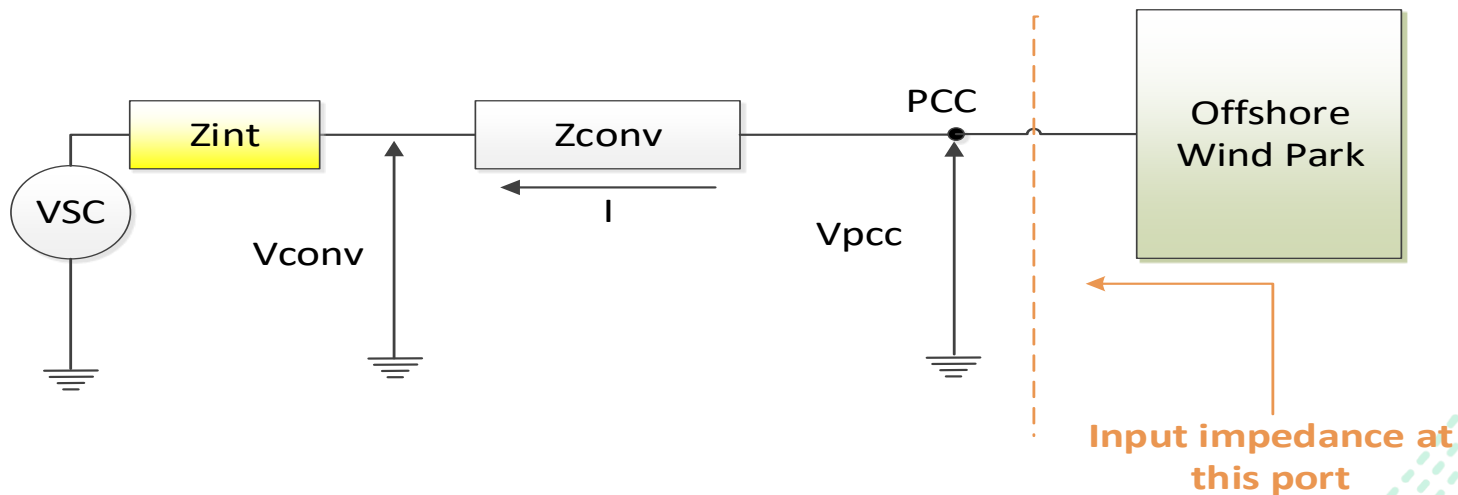 VSC
Zint
Vconv
Zconv
I
Vpcc
PCC
Offshore
Wind Park
Input impedance at
this port